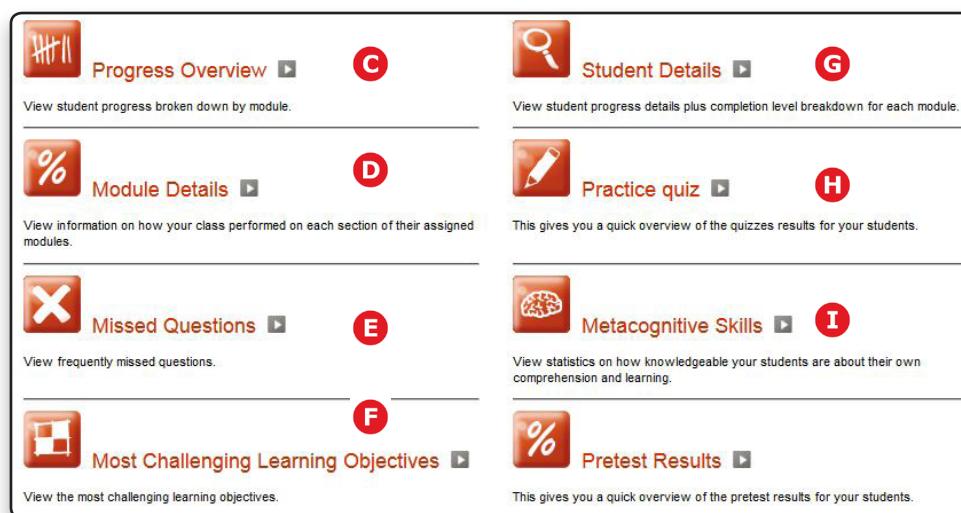 Progress Overview
C
View student progress broken down by module.
Module Details
D
View information on how your class performed on each section of their assigned
modules.
Missed Questions
E
View frequently missed questions.
F
Most Challenging Learning Objectives
View the most challenging learning objectives.
Student Details
G
View student progress details plus completion level breakdown for each module.
Practice quiz
H
This gives you a quick overview of the quizzes results for your students.
Metacognitive Skills
I
View statistics on how knowledgeable your students are about their own
comprehension and learning.
%
Pretest Results
This gives you a quick overview of the pretest results for your students.